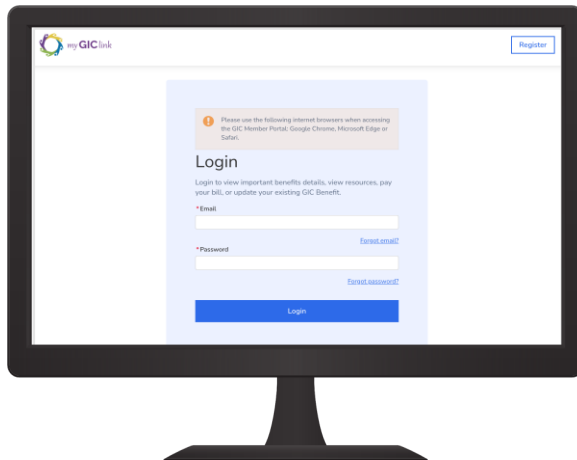 my GIC link
Register
Please use the following internet browsers when accessing
the GIC Member Portal: Google Chrome, Microsoft Edge or
Safari.
Login
Login to view important benefits details, view resources, pay
your bill, or update your existing GIC Benefit.
*Email
Forgot email?
*Password
Forgot password?
Login